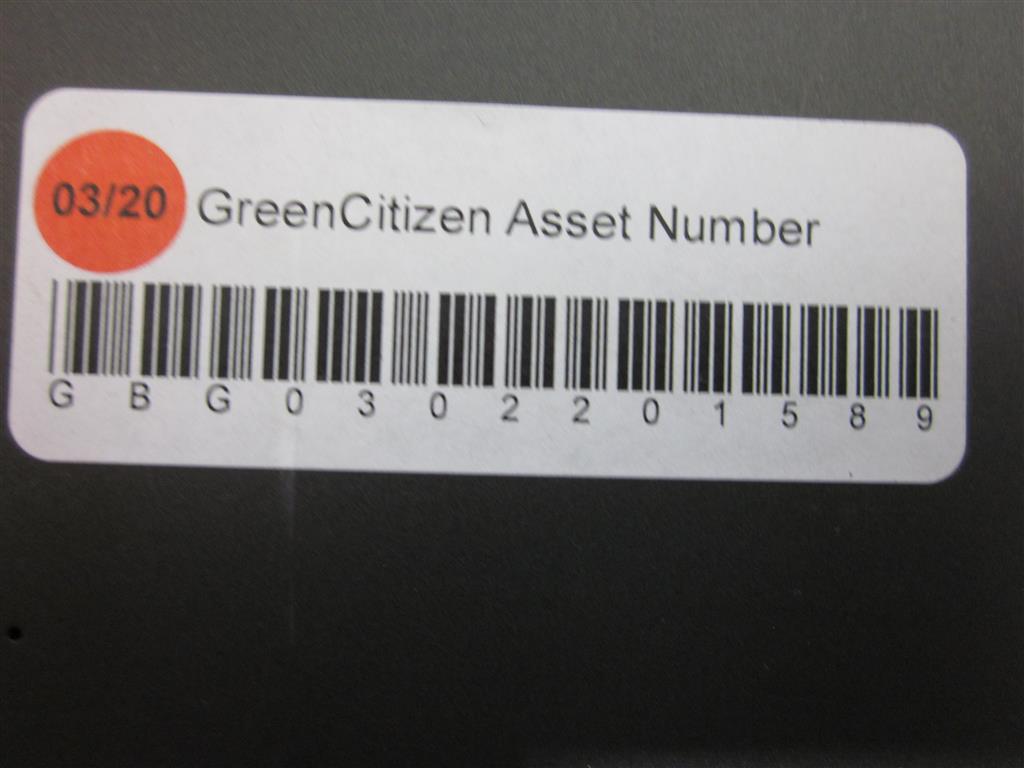 03/20 GreenCitizen Asset Number
G B G 0 3 0 2 2 0 1 5 8 9